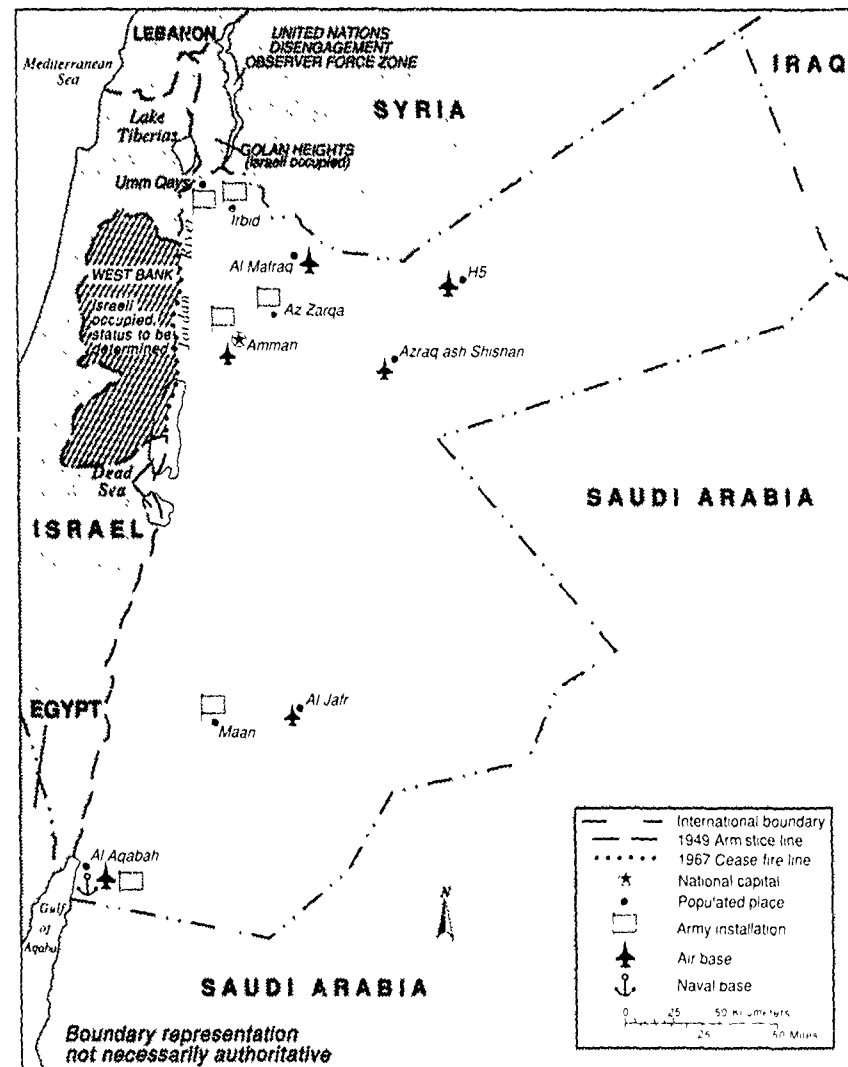 LEBANON
UNITED NATIONS
DISENGAGEMENT
OBSERVER FORCE ZONE
Mediterranean
Sea
IRAQ
SYRIA
Lake
Tiberias
GOLAN HEIGHTS
(Israeli occupied)
Umm Qays
Irbid
Al Mafraq
H5
WEST BANK
Israeli
occupied,
status to be
determined
Az Zarqa
Amman
Azraq ash Shishan
Dead
Sea
SAUDI ARABIA
ISRAEL
EGYPT
Al Jafr
Maan
Al Aqabah
Gulf
of
Aqaba
N
SAUDI ARABIA
Boundary representation
not necessarily authoritative
International boundary
1949 Armistice line
1967 Cease fire line
National capital
Populated place
Army installation
Air base
Naval base
0 25 50 Kilometers
25 50 Miles